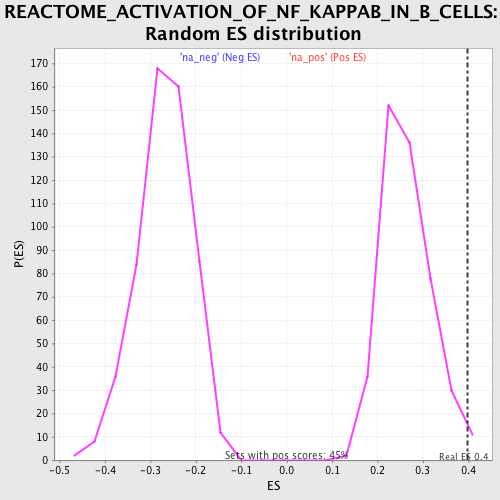 REACTOME_ACTIVATION_OF_NF_KAPPAB_IN_B_CELLS:
Random ES distribution
'na_neg' (Neg ES) 'na_pos' (Pos ES)
170
160
150
140
130
120
110
100
90
80
70
60
50
40
30
20
10
0
P(ES)
Sets with pos scores: 45%
Real ES 0.4
-0.5 -0.4 -0.3 -0.2 -0.1 0.0 0.1 0.2 0.3 0.4
ES